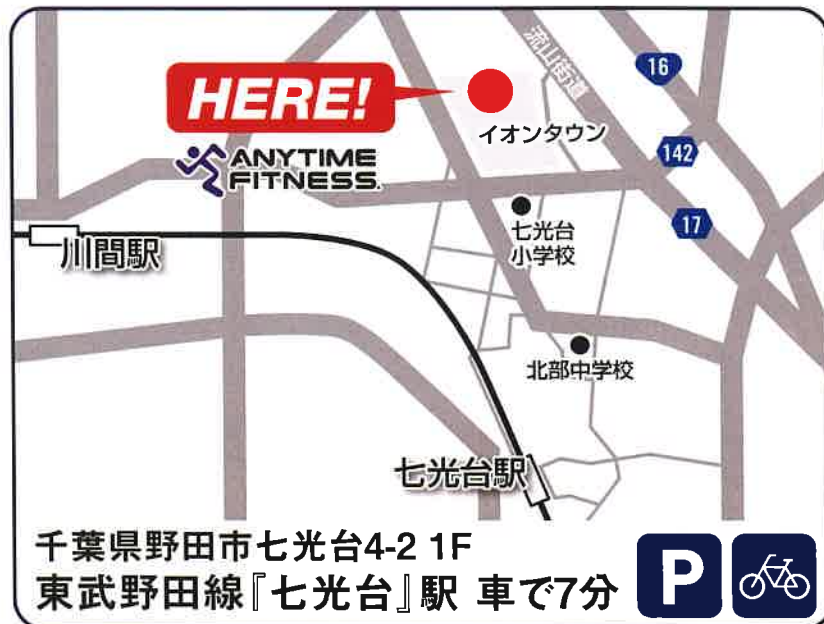 流山街道
16
HERE!
イオンタウン
ANYTIME
FITNESS.
142
17
七光台
小学校
川間駅
北部中学校
七光台駅
千葉県野田市七光台4-2 1F
東武野田線『七光台』駅 車で7分
P